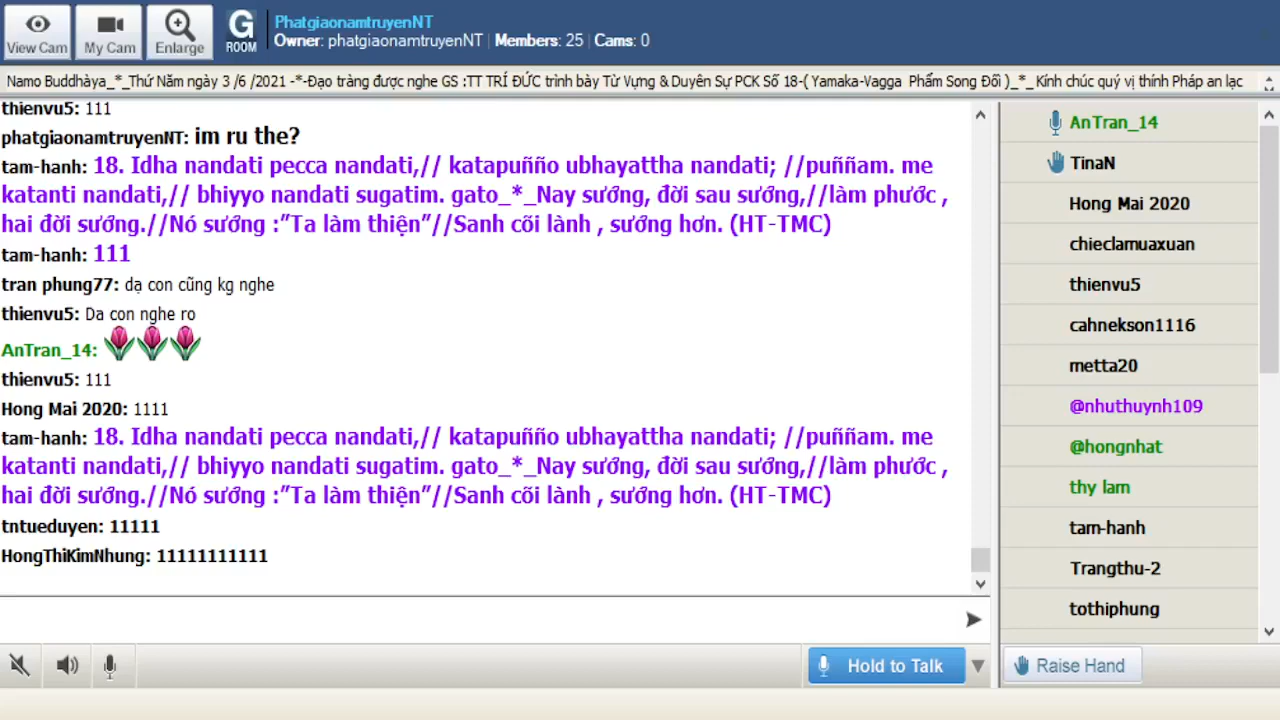 View Cam
My Cam
Enlarge
G
ROOM
PhatgiaonamtruyenNT
Owner: phatgiaonamtruyenNT | Members: 25 | Cams: 0
Namo Buddhàya_*_Thứ Năm ngày 3 /6 /2021 -*-Đạo tràng được nghe GS :TT TRÍ ĐỨC trình bày Từ Vựng & Duyên Sự PCK Số 18-( Yamaka-Vagga Phẩm Song Đối )_*_ Kính chúc quý vị thính Pháp an lạc
thienvu5: 111
phatgiaonamtruyenNT: im ru the?
tam-hanh: 18. Idha nandati pecca nandati,// katapuñño ubhayattha nandati; //puññam. me
katanti nandati,// bhiyyo nandati sugatim. gato_*_Nay sướng, đời sau sướng,//làm phước ,
hai đời sướng.//Nó sướng :”Ta làm thiện”//Sanh cõi lành , sướng hơn. (HT-TMC)
tam-hanh: 111
tran phung77: dạ con cũng kg nghe
thienvu5: Da con nghe ro
AnTran_14:
thienvu5: 111
Hong Mai 2020: 1111
tam-hanh: 18. Idha nandati pecca nandati,// katapuñño ubhayattha nandati; //puññam. me
katanti nandati,// bhiyyo nandati sugatim. gato_*_Nay sướng, đời sau sướng,//làm phước ,
hai đời sướng.//Nó sướng :”Ta làm thiện”//Sanh cõi lành , sướng hơn. (HT-TMC)
tntueduyen: 11111
HongThiKimNhung: 11111111111
AnTran_14
TinaN
Hong Mai 2020
chieclamuaxuan
thienvu5
cahnekson1116
metta20
@nhuthuynh109
@hongnhat
thy lam
tam-hanh
Trangthu-2
tothiphung
Hold to Talk
Raise Hand